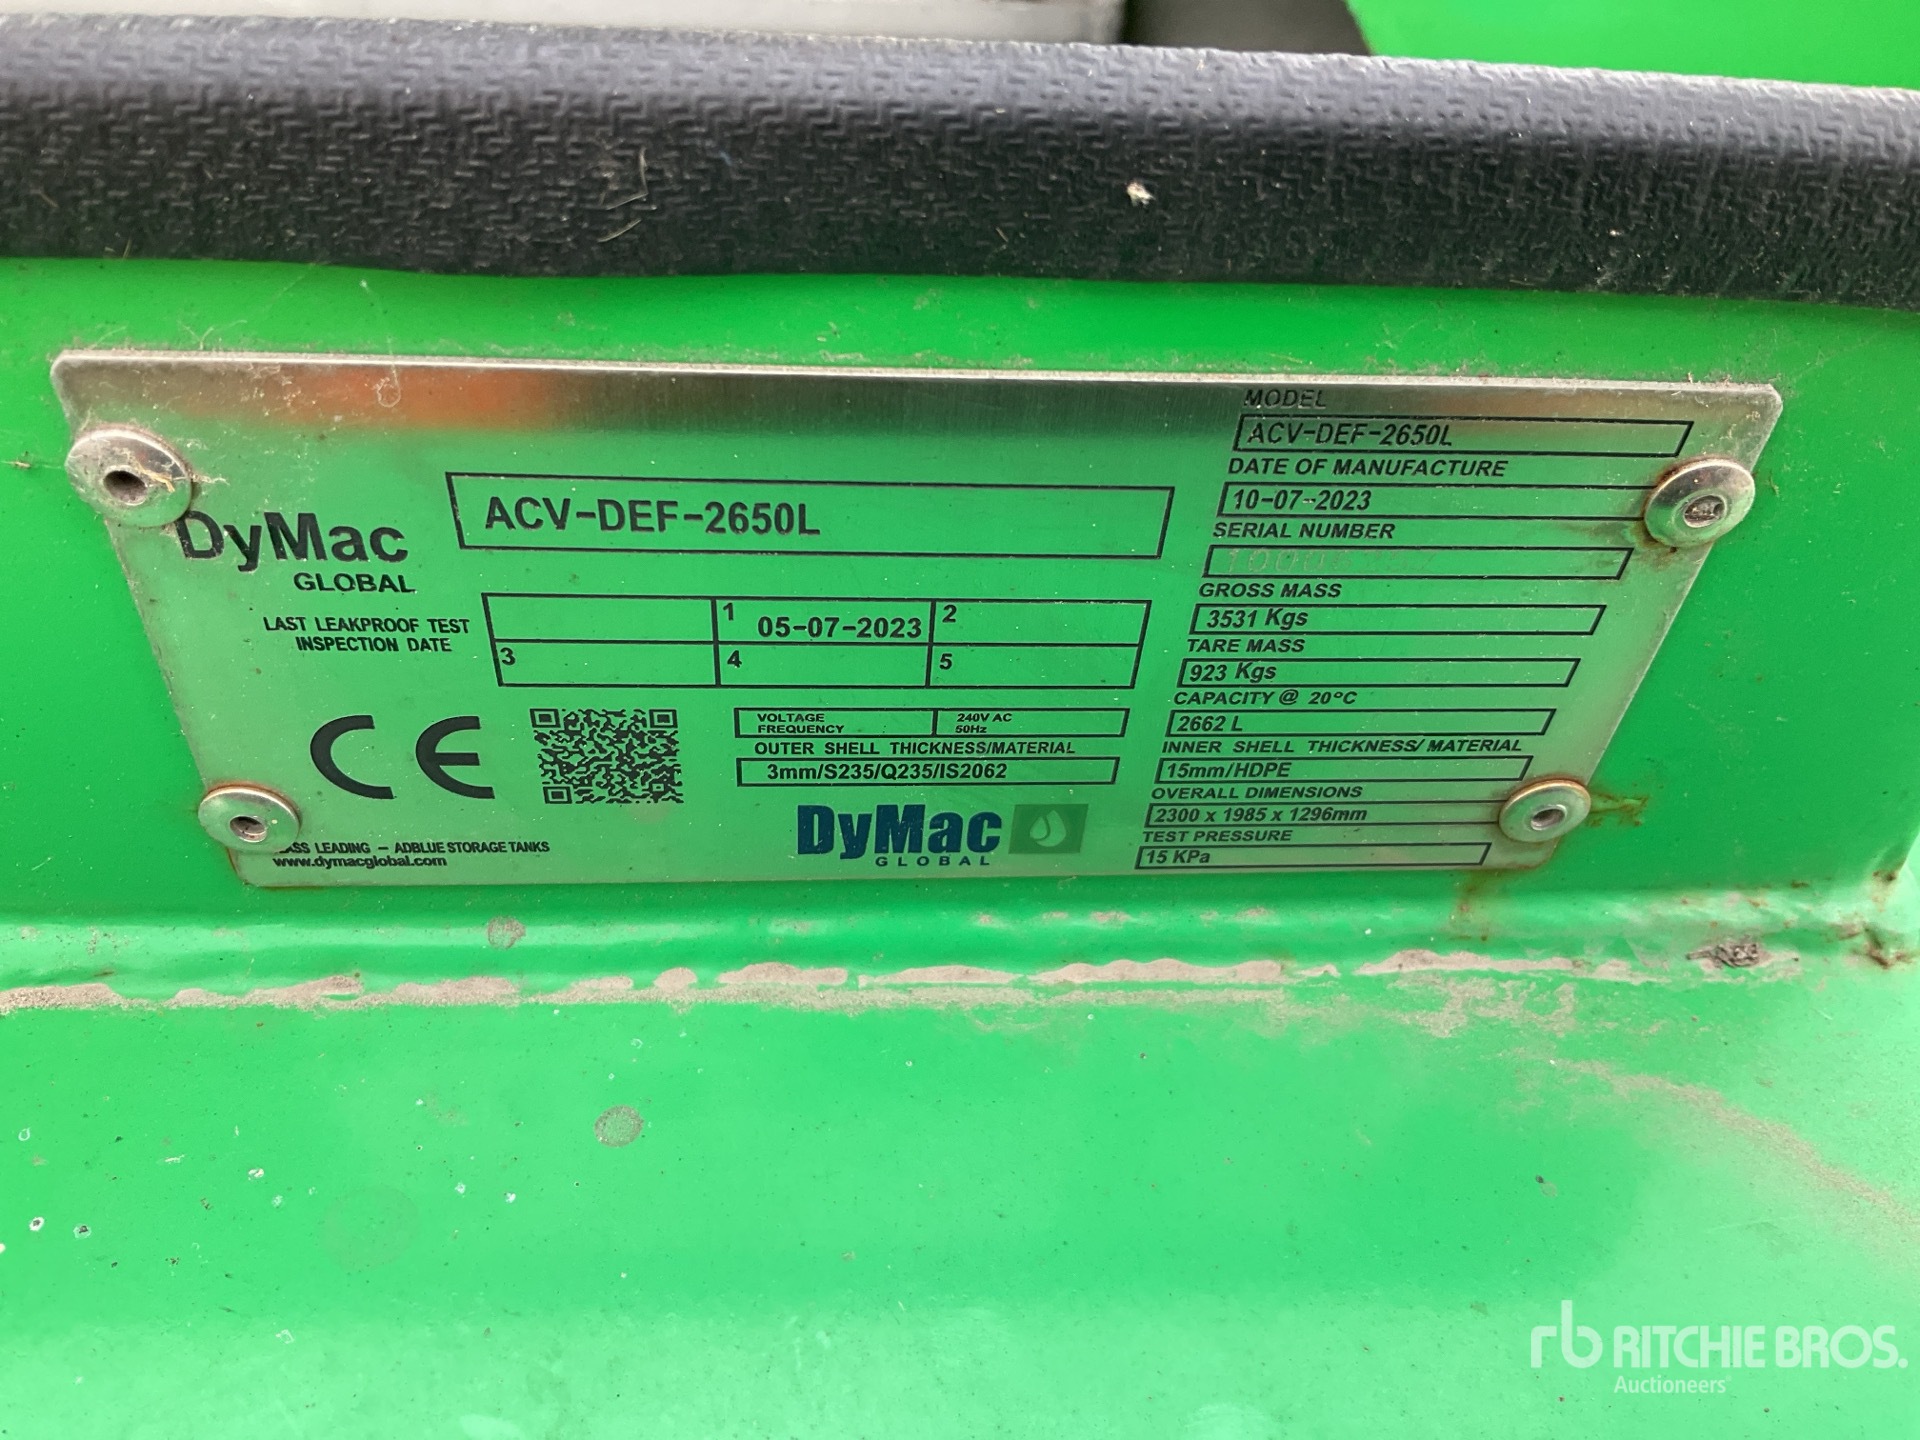 DyMac
GLOBAL
ACV-DEF-2650L
LAST LEAKPROOF TEST
INSPECTION DATE
1 05-07-2023 2
3 4 5
VOLTAGE 240V AC
FREQUENCY 50Hz
OUTER SHELL THICKNESS/MATERIAL
3mm/S235/Q235/IS2062
CE
LEADING - ADBLUE STORAGE TANKS
www.dymacglobal.com
DyMac
GLOBAL
MODEL
ACV-DEF-2650L
DATE OF MANUFACTURE
10-07-2023
SERIAL NUMBER
GROSS MASS
3531 Kgs
TARE MASS
923 Kgs
CAPACITY @ 20°C
2662 L
INNER SHELL THICKNESS/ MATERIAL
15mm/HDPE
OVERALL DIMENSIONS
2300 x 1985 x 1296mm
TEST PRESSURE
15 KPa
rb RITCHIE BROS.
Auctioneers